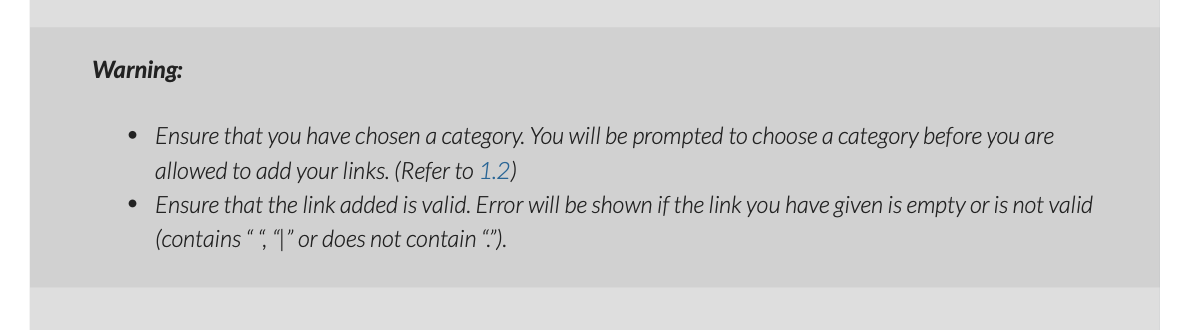 Warning:
Ensure that you have chosen a category. You will be prompted to choose a category before you are
allowed to add your links. (Refer to 1.2)
Ensure that the link added is valid. Error will be shown if the link you have given is empty or is not valid
(contains “ “, “|” or does not contain “.”).